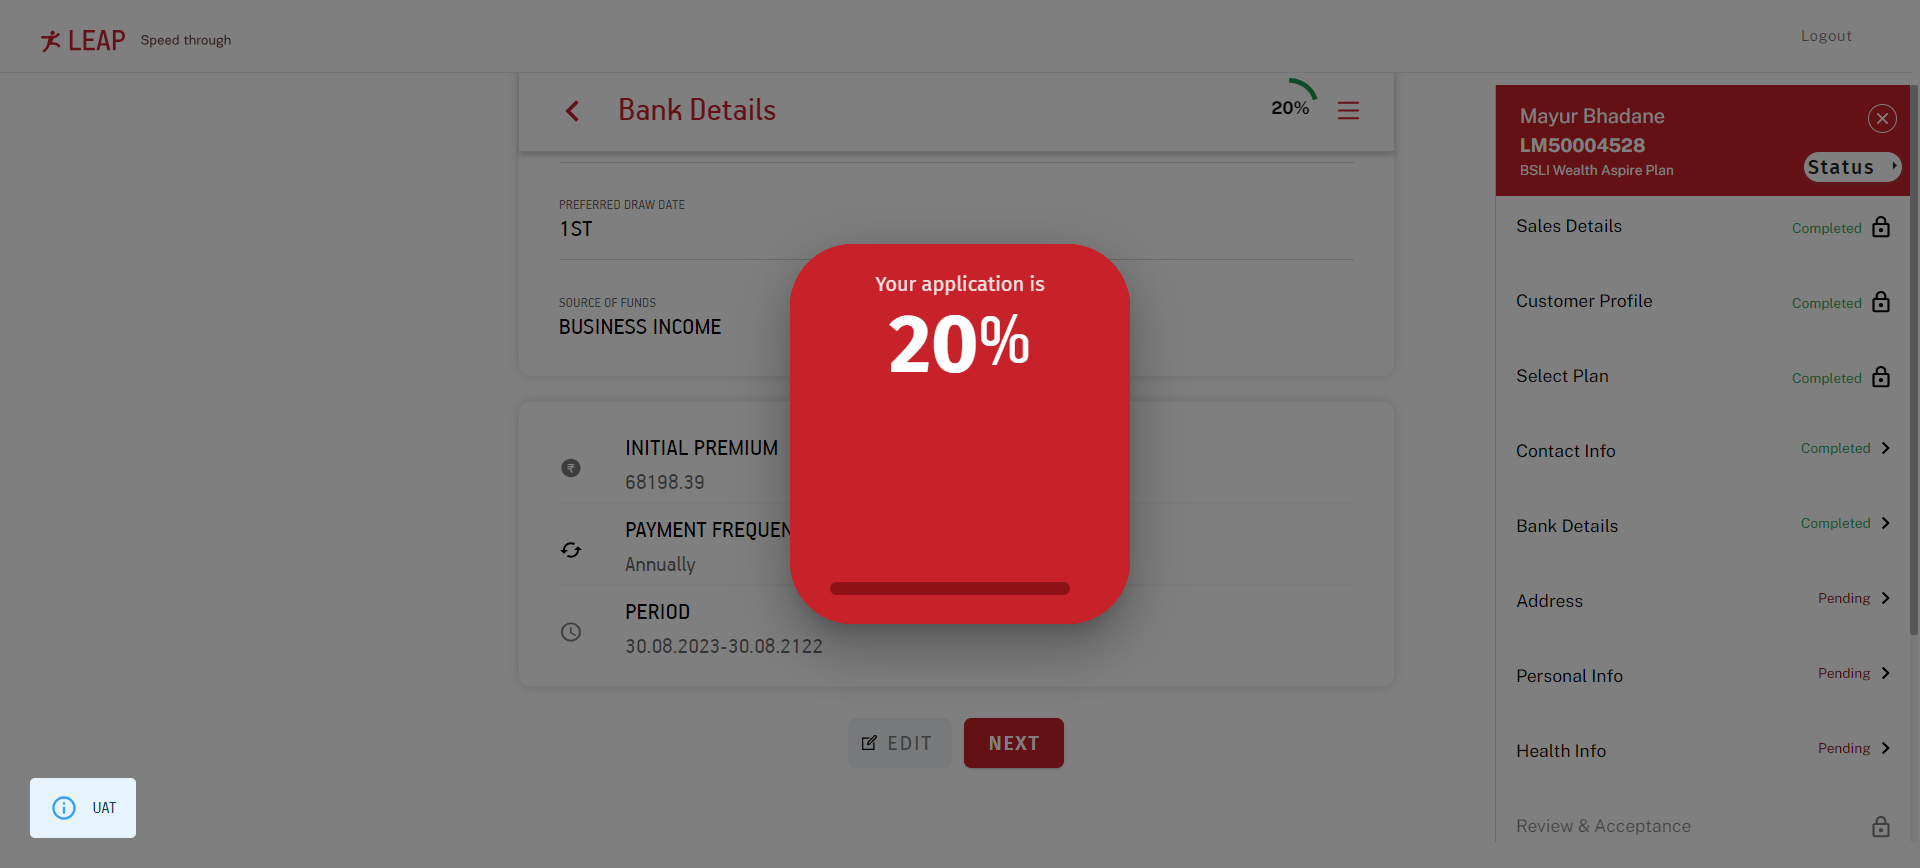 LEAP Speed through
Logout
Bank Details
20%
PREFERRED DRAW DATE
1ST
SOURCE OF FUNDS
BUSINESS INCOME
Your application is
20%
INITIAL PREMIUM
68198.39
PAYMENT FREQUEN
Annually
PERIOD
30.08.2023-30.08.2122
EDIT
NEXT
UAT
Mayur Bhadane
LM50004528
BSLI Wealth Aspire Plan
Status
Sales Details Completed
Customer Profile Completed
Select Plan Completed
Contact Info Completed
Bank Details Completed
Address Pending
Personal Info Pending
Health Info Pending
Review & Acceptance